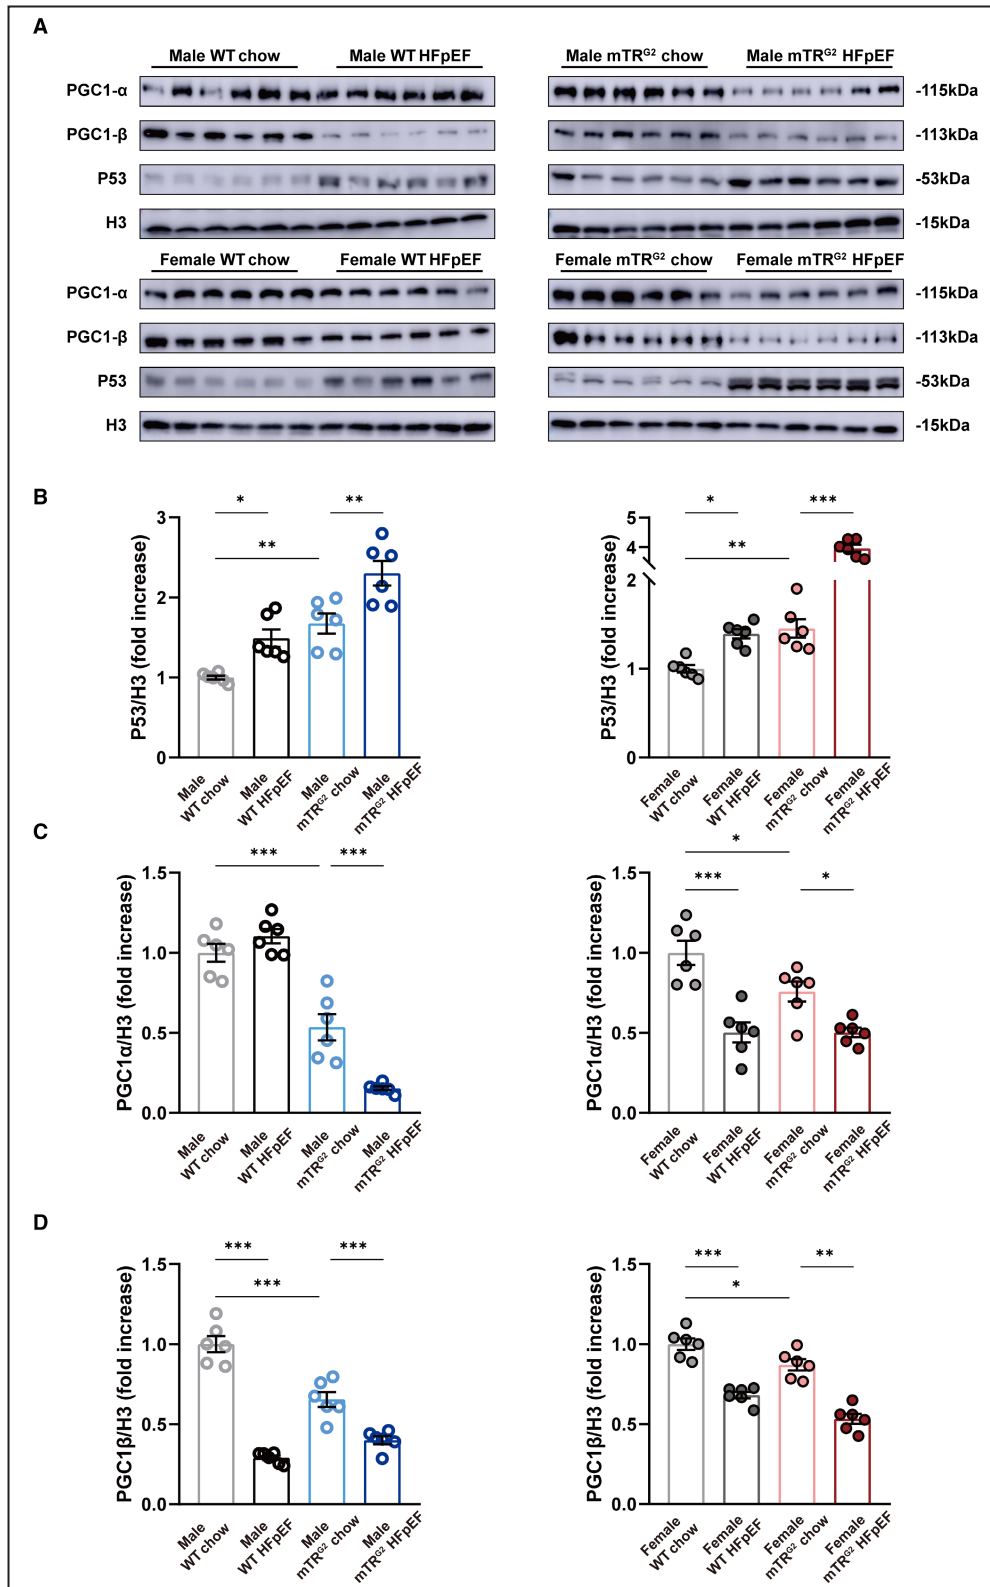 A
Male WT chow Male WT HFpEF Male mTRG2 chow Male mTRG2 HFpEF
PGC1-α -115kDa
PGC1-β -113kDa
P53 -53kDa
H3 -15kDa
Female WT chow Female WT HFpEF Female mTRG2 chow Female mTRG2 HFpEF
PGC1-α -115kDa
PGC1-β -113kDa
P53 -53kDa
H3 -15kDa
B
P53/H3 (fold increase)
3
2
1
0
* ** **
Male WT chow
Male WT HFpEF
Male mTRG2 chow
Male mTRG2 HFpEF
P53/H3 (fold increase)
5
4
2
1
0
* *** **
Female WT chow
Female WT HFpEF
Female mTRG2 chow
Female mTRG2 HFpEF
C
PGC1α/H3 (fold increase)
1.5
1.0
0.5
0.0
*** ***
Male WT chow
Male WT HFpEF
Male mTRG2 chow
Male mTRG2 HFpEF
PGC1α/H3 (fold increase)
1.5
1.0
0.5
0.0
*
*** *
Female WT chow
Female WT HFpEF
Female mTRG2 chow
Female mTRG2 HFpEF
D
PGC1β/H3 (fold increase)
1.5
1.0
0.5
0.0
*** ***
***
Male WT chow
Male WT HFpEF
Male mTRG2 chow
Male mTRG2 HFpEF
PGC1β/H3 (fold increase)
1.5
1.0
0.5
0.0
*** **
*
Female WT chow
Female WT HFpEF
Female mTRG2 chow
Female mTRG2 HFpEF